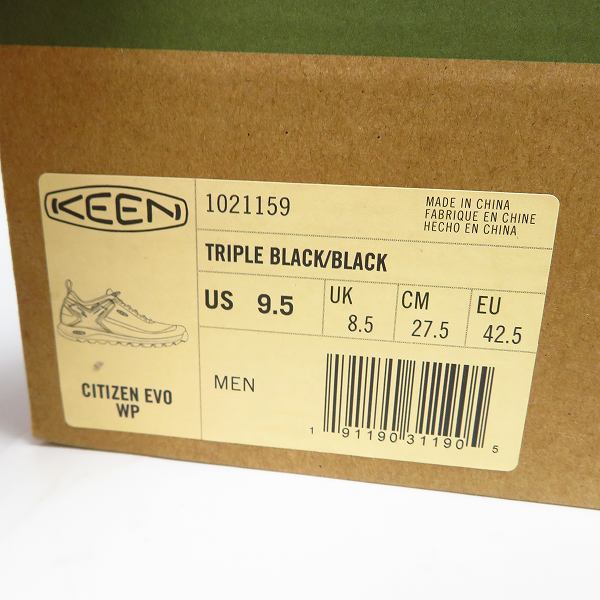 KEEN
CITIZEN EVO
WP
1021159
MADE IN CHINA
FABRIQUE EN CHINE
HECHO EN CHINA
TRIPLE BLACK/BLACK
US 9.5
UK
8.5
CM
27.5
EU
42.5
MEN
1 91190 31190 5